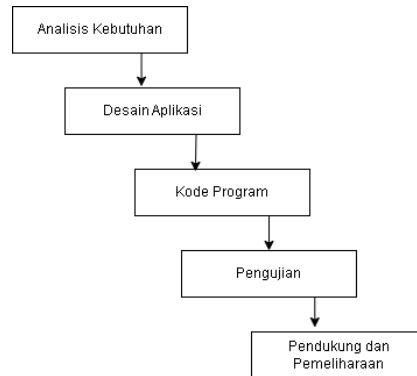 Analisis Kebutuhan
Desain Aplikasi
Kode Program
Pengujian
Pendukung dan
Pemeliharaan